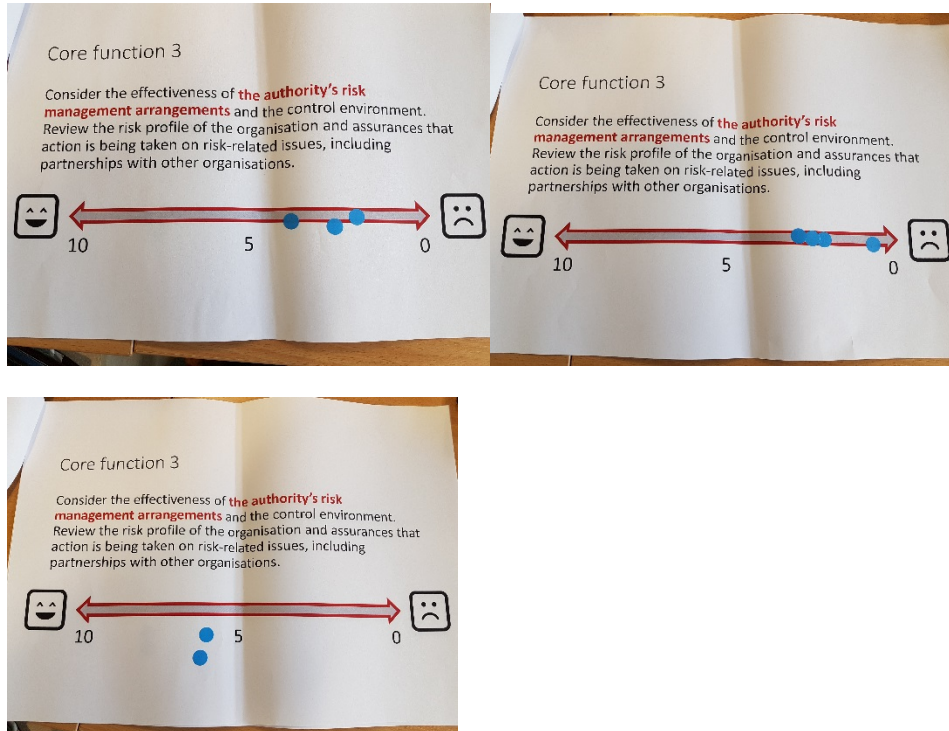 Core function 3
Consider the effectiveness of the authority's risk
management arrangements and the control environment.
Review the risk profile of the organisation and assurances that
action is being taken on risk-related issues, including
partnerships with other organisations.
10 5 0
Core function 3
Consider the effectiveness of the authority's risk
management arrangements and the control environment.
Review the risk profile of the organisation and assurances that
action is being taken on risk-related issues, including
partnerships with other organisations.
10 5 0
Core function 3
Consider the effectiveness of the authority's risk
management arrangements and the control environment.
Review the risk profile of the organisation and assurances that
action is being taken on risk-related issues, including
partnerships with other organisations.
10 5 0